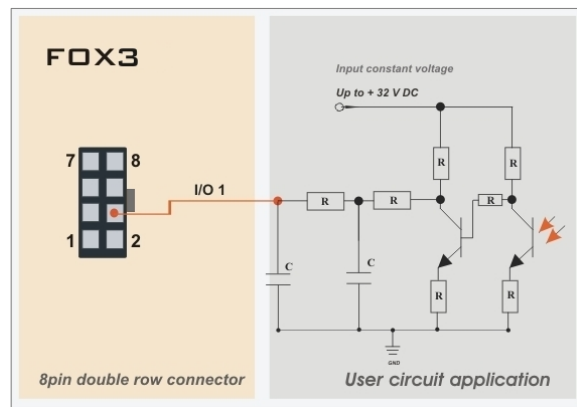 FOX3
Input constant voltage
Up to + 32 V DC
7
8
1
2
I/O 1
R
R
R
R
R
R
R
C
C
GND
8pin double row connector
User circuit application